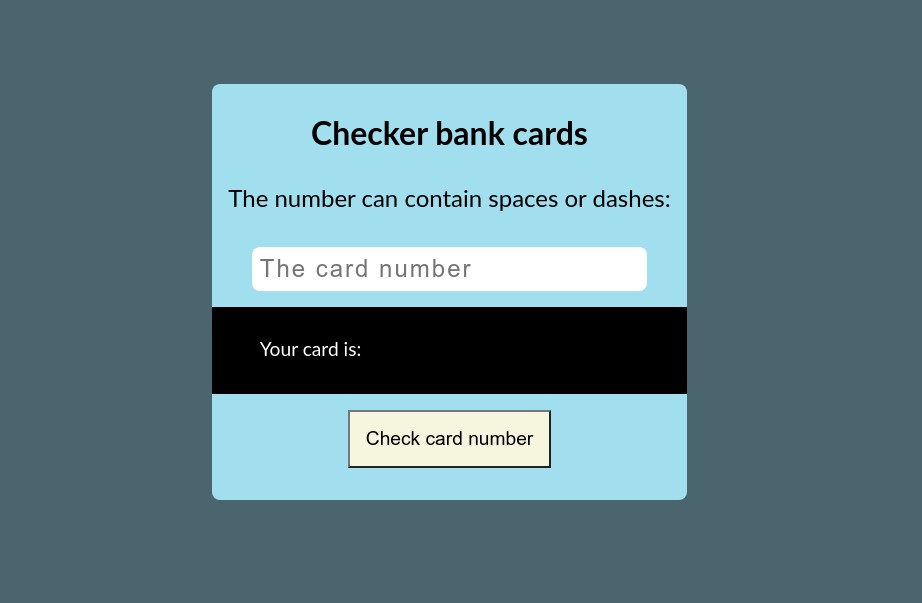 Checker bank cards
The number can contain spaces or dashes:
The card number
Your card is:
Check card number